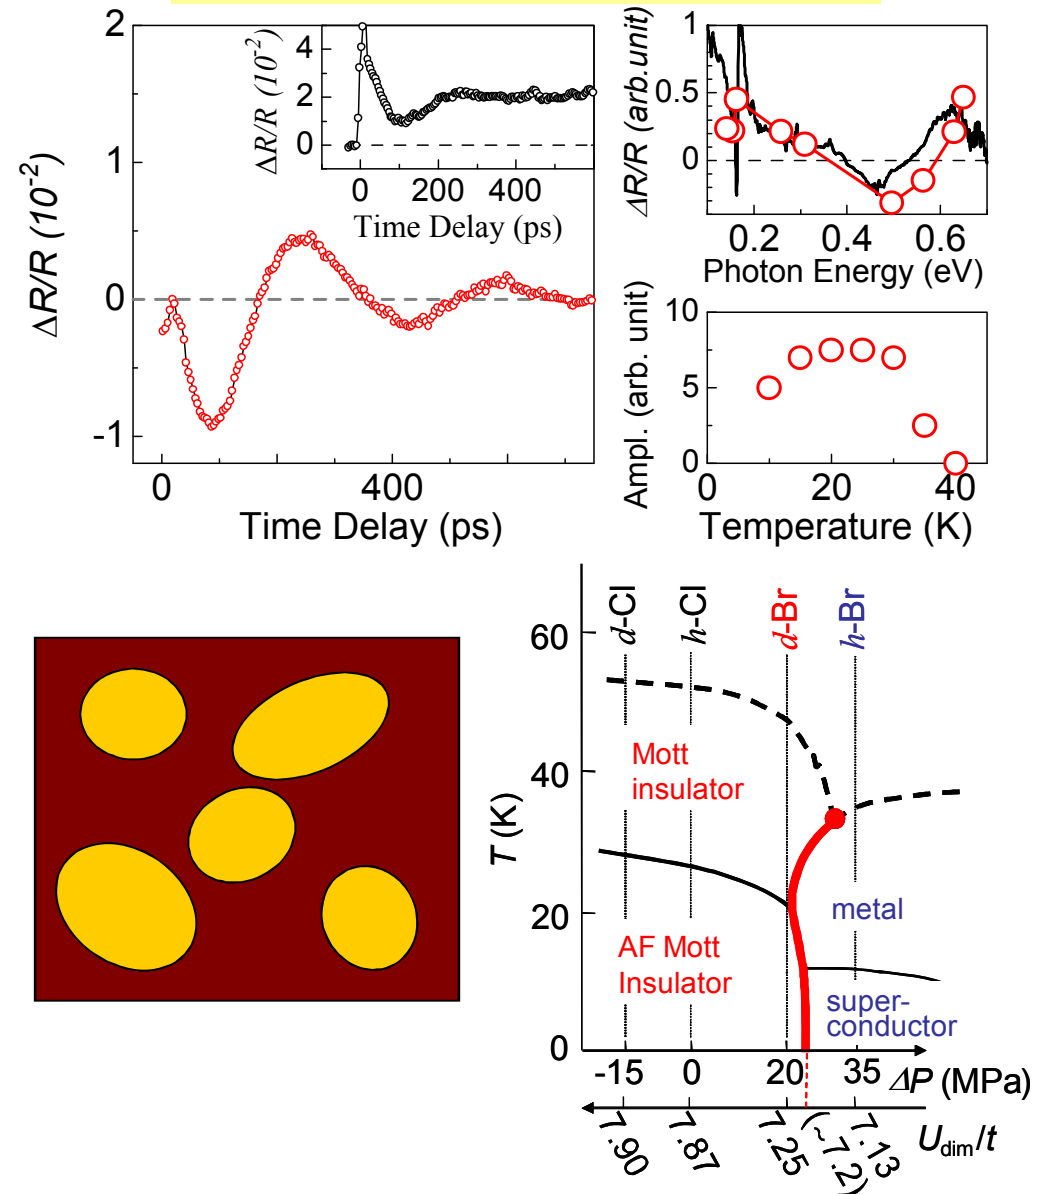 2
1
0
-1
ΔR/R (10⁻²)
0
400
Time Delay (ps)
4
2
0
ΔR/R (10⁻²)
0
200
400
600
Time Delay (ps)
1
0.5
0
ΔR/R (arb.unit)
0.2
0.4
0.6
Photon Energy (eV)
10
5
0
Ampl. (arb. unit)
0
20
40
Temperature (K)
d-Cl
h-Cl
d-Br
h-Br
60
40
20
0
T (K)
Mott
insulator
AF Mott
Insulator
metal
super-
conductor
-15
0
20
35
ΔP (MPa)
7.90
7.87
7.25
(~7.2)
7.13
U_dim/t